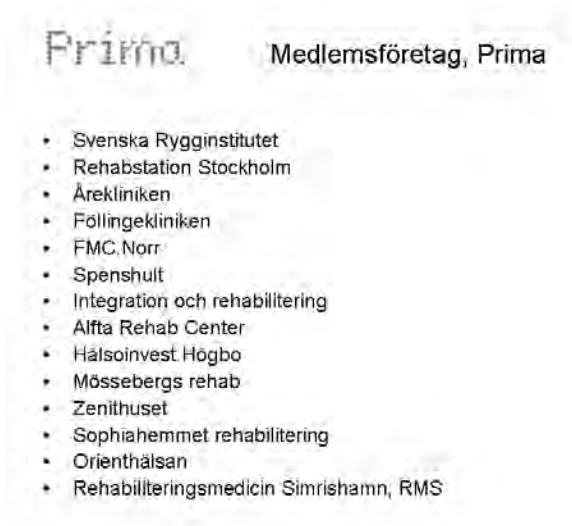 Prima
Medlemsföretag, Prima
• Svenska Rygginstitutet
• Rehabstation Stockholm
• Årekliniken
• Föllingekliniken
• FMC Norr
• Spenshult
• Integration och rehabilitering
• Alfta Rehab Center
• Hälsoinvest Högbo
• Mössebergs rehab
• Zenithuset
• Sophiahemmet rehabilitering
• Orienthälsan
• Rehabiliteringsmedicin Simrishamn, RMS